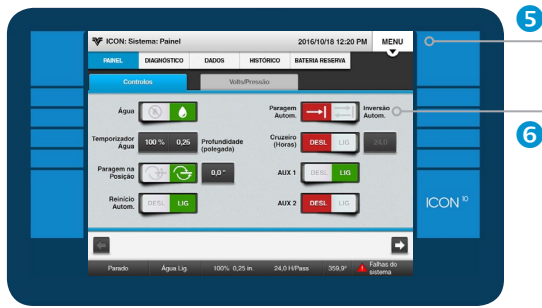 5
ICON: Sistema: Painel 2016/10/18 12:20 PM MENU
PAINEL DIAGNÓSTICO DADOS HISTÓRICO BATERIA RESERVA
Controlos Volts/Pressão
Água
Paragem Autom. Inversão Autom.
6
Temporizador Água 100 % 0,25 Profundidade (polegada)
Cruzeiro (Horas) DESL LIG 24,0
Paragem na Posição 0,0 °
AUX 1 DESL LIG
Reinício Autom. DESL LIG
AUX 2 DESL LIG
ICON 10
Parado Água Lig 100% 0,25 in. 24,0 H/Pass 359,9° Falhas do sistema